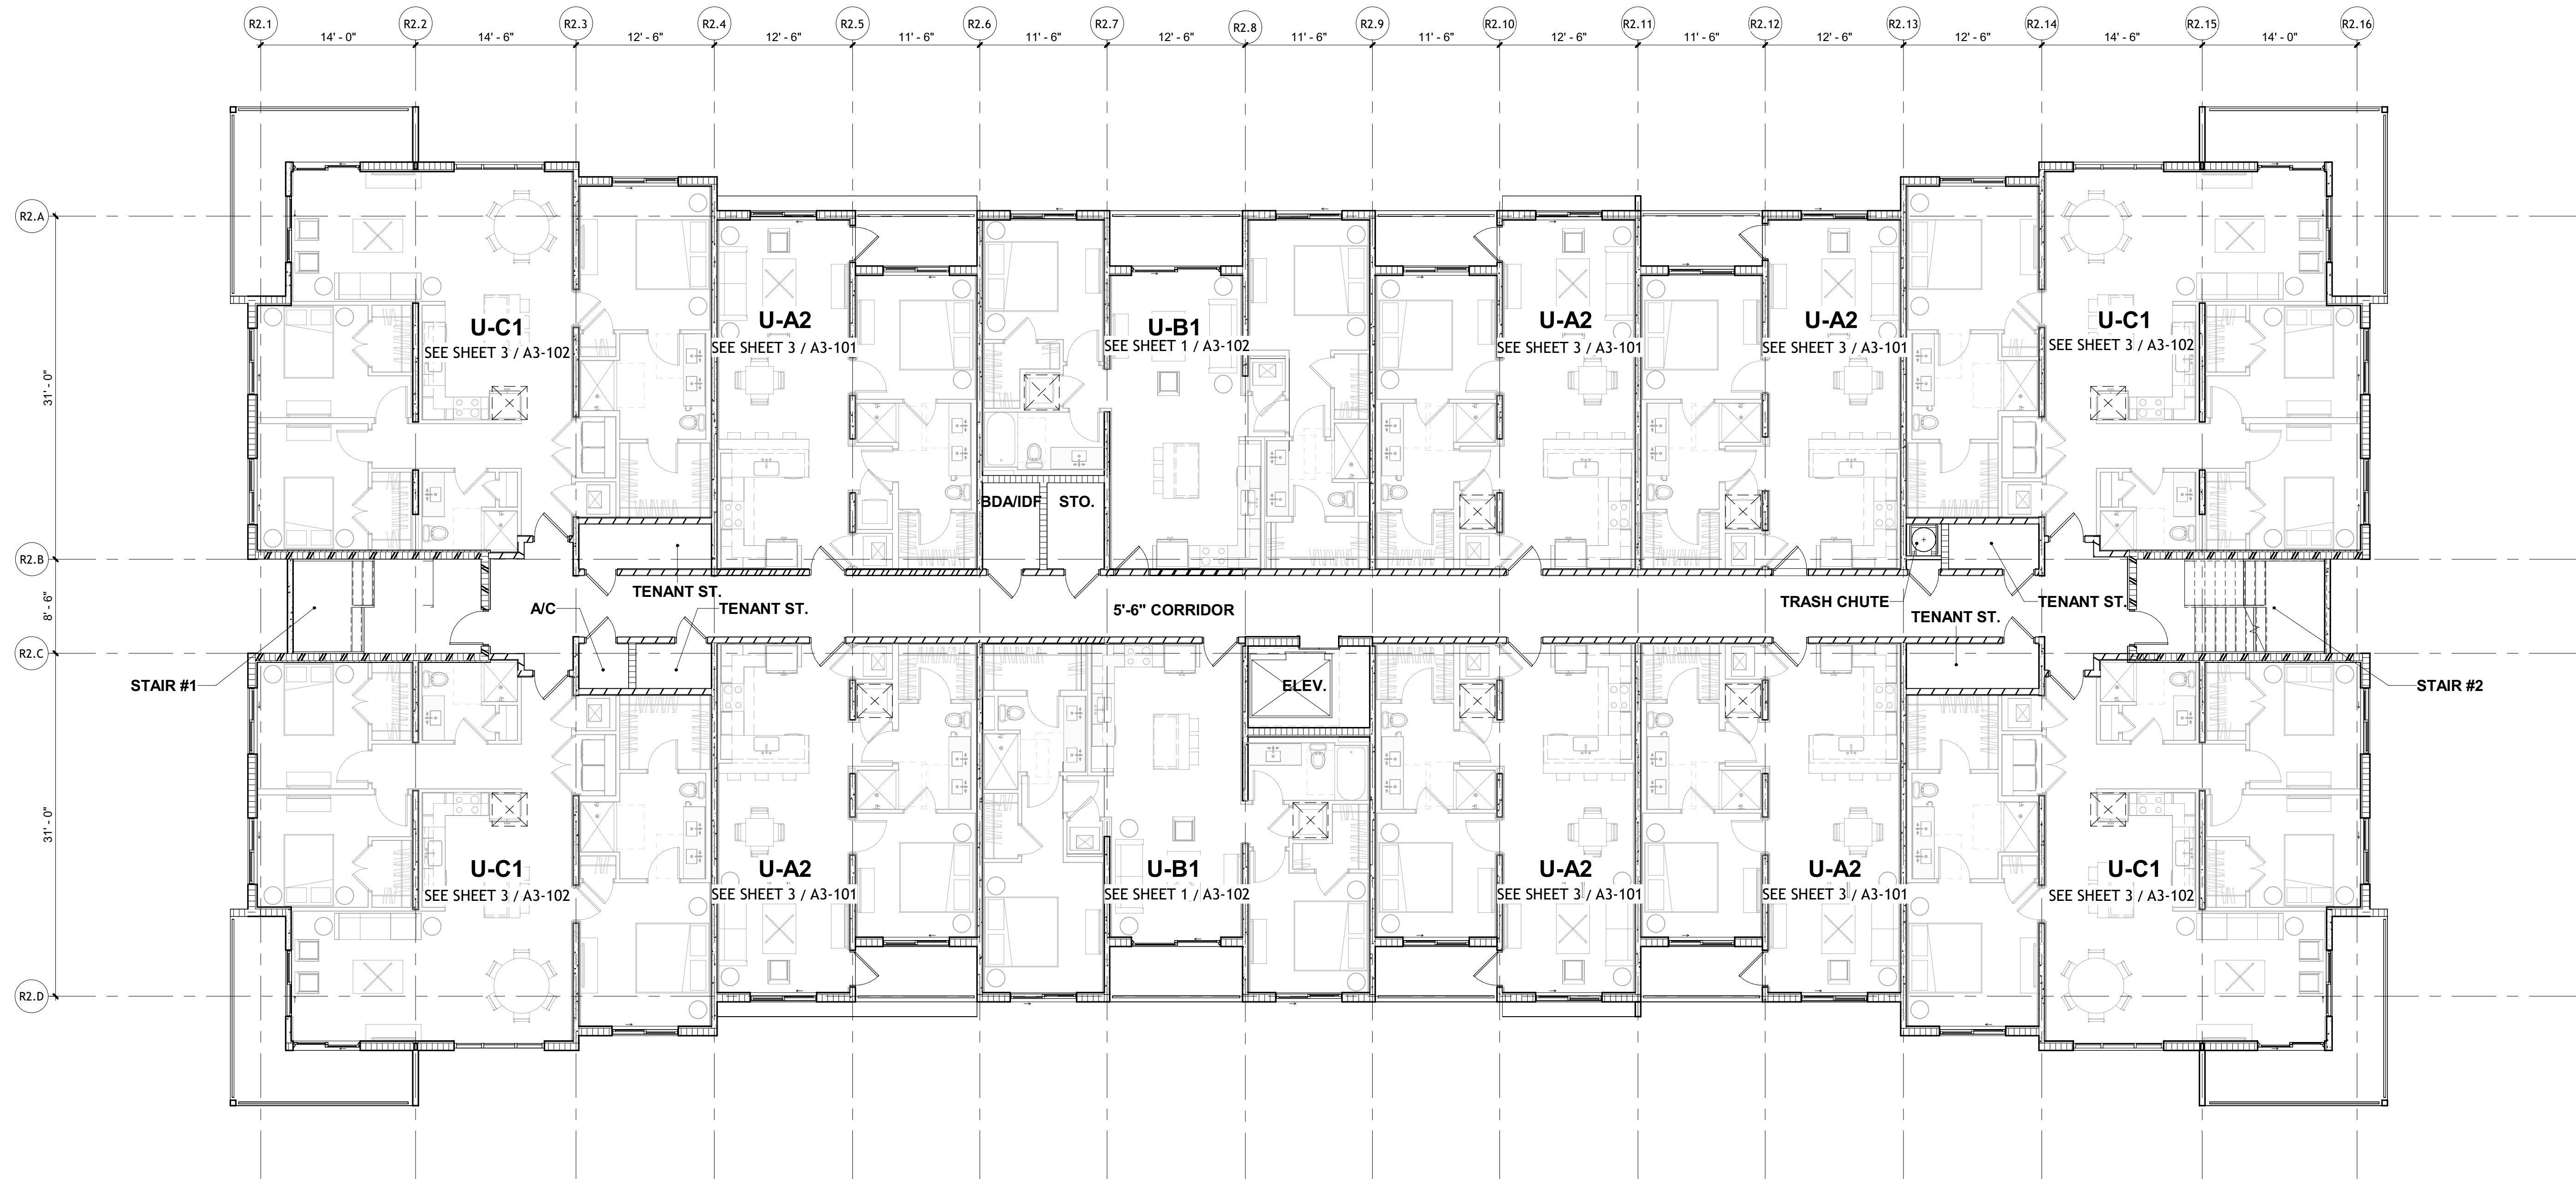 R2.1 R2.2 R2.3 R2.4 R2.5 R2.6 R2.7 R2.8 R2.9 R2.10 R2.11 R2.12 R2.13 R2.14 R2.15 R2.16
14' - 0" 14' - 6" 12' - 6" 12' - 6" 11' - 6" 11' - 6" 12' - 6" 11' - 6" 11' - 6" 12' - 6" 11' - 6" 12' - 6" 12' - 6" 14' - 6" 14' - 0"
R2.A
U-C1
SEE SHEET 3 / A3-102
U-A2
SEE SHEET 3 / A3-101
U-B1
SEE SHEET 1 / A3-102
U-A2
SEE SHEET 3 / A3-101
U-A2
SEE SHEET 3 / A3-101
U-C1
SEE SHEET 3 / A3-102
31' - 0"
BDA/IDF
STO.
R2.B
TENANT ST.
A/C
TENANT ST.
5'-6" CORRIDOR
TRASH CHUTE
TENANT ST.
TENANT ST.
8' - 6"
R2.C
STAIR #1
ELEV.
STAIR #2
31' - 0"
U-C1
SEE SHEET 3 / A3-102
U-A2
SEE SHEET 3 / A3-101
U-B1
SEE SHEET 1 / A3-102
U-A2
SEE SHEET 3 / A3-101
U-A2
SEE SHEET 3 / A3-101
U-C1
SEE SHEET 3 / A3-102
R2.D